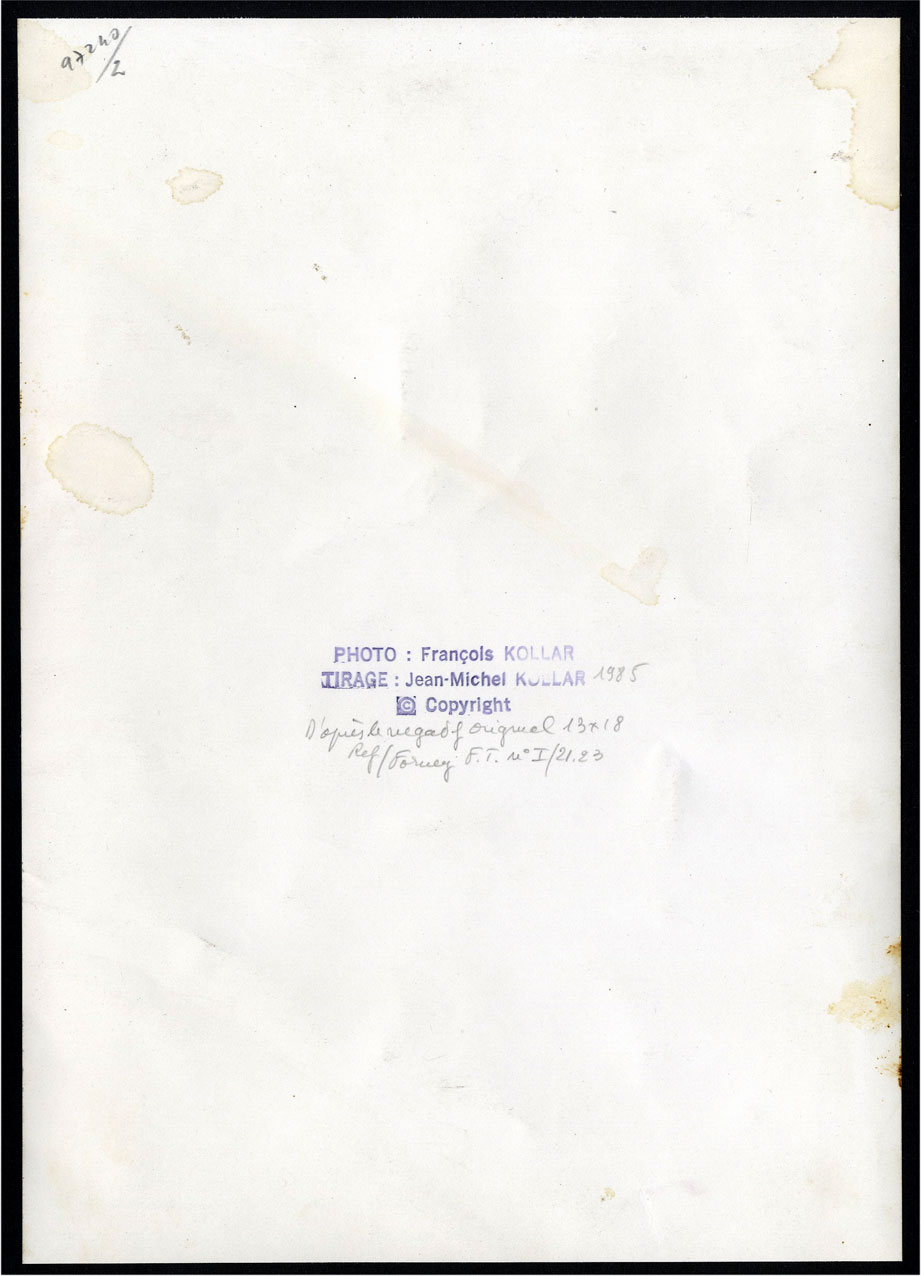 97240/2
PHOTO : François KOLLAR
TIRAGE : Jean-Michel KOLLAR 1985
© Copyright
D'après le negatif original 13x18
Ref/Forney F.T. n° I/21.23